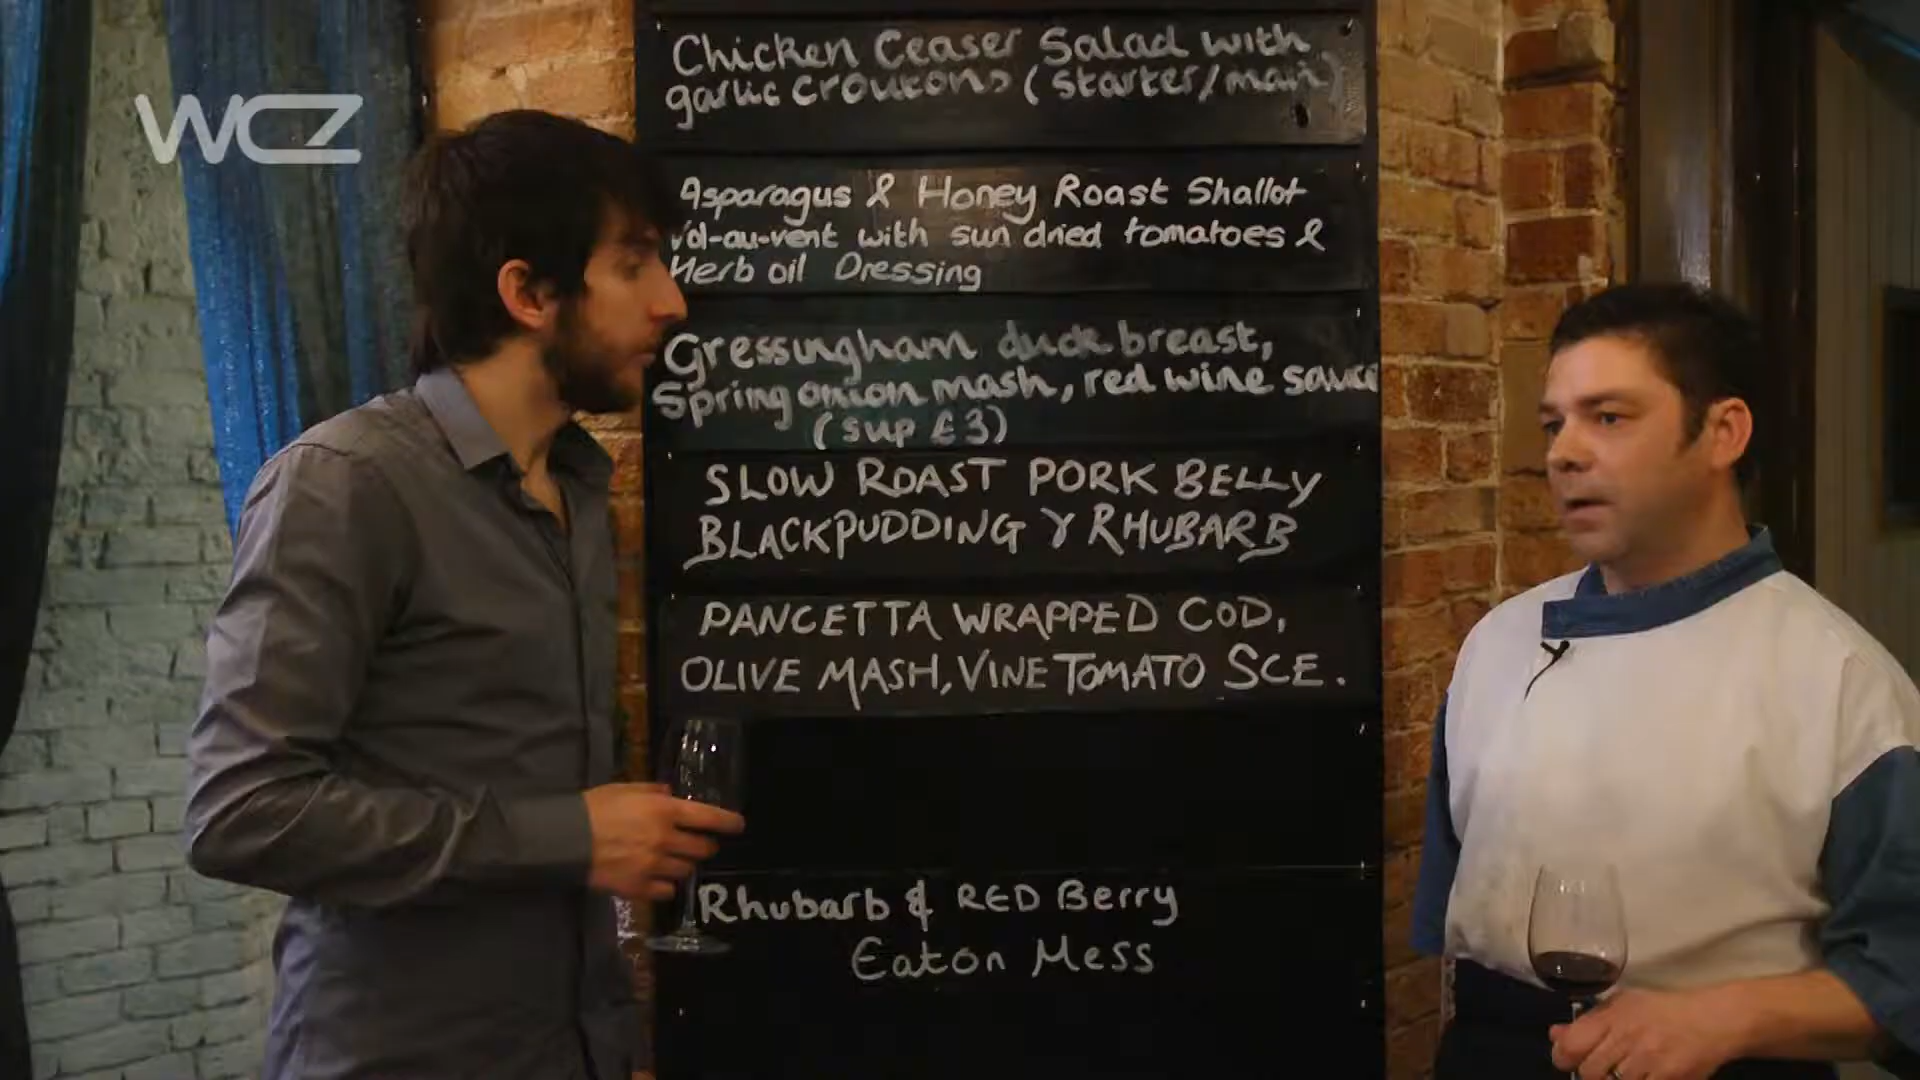 WCZ
Chicken Ceaser Salad with
garlic croutons (starter/main)
Asparagus & Honey Roast Shallot
Vol-au-vent with sun dried tomatoes &
Herb oil Dressing
Gressingham duck breast,
Spring onion mash, red wine sauce
(sup £3)
SLOW ROAST PORK BELLY
BLACKPUDDING & RHUBARB
PANCETTA WRAPPED COD,
OLIVE MASH, VINE TOMATO SCE.
Rhubarb & RED Berry
Eaton Mess